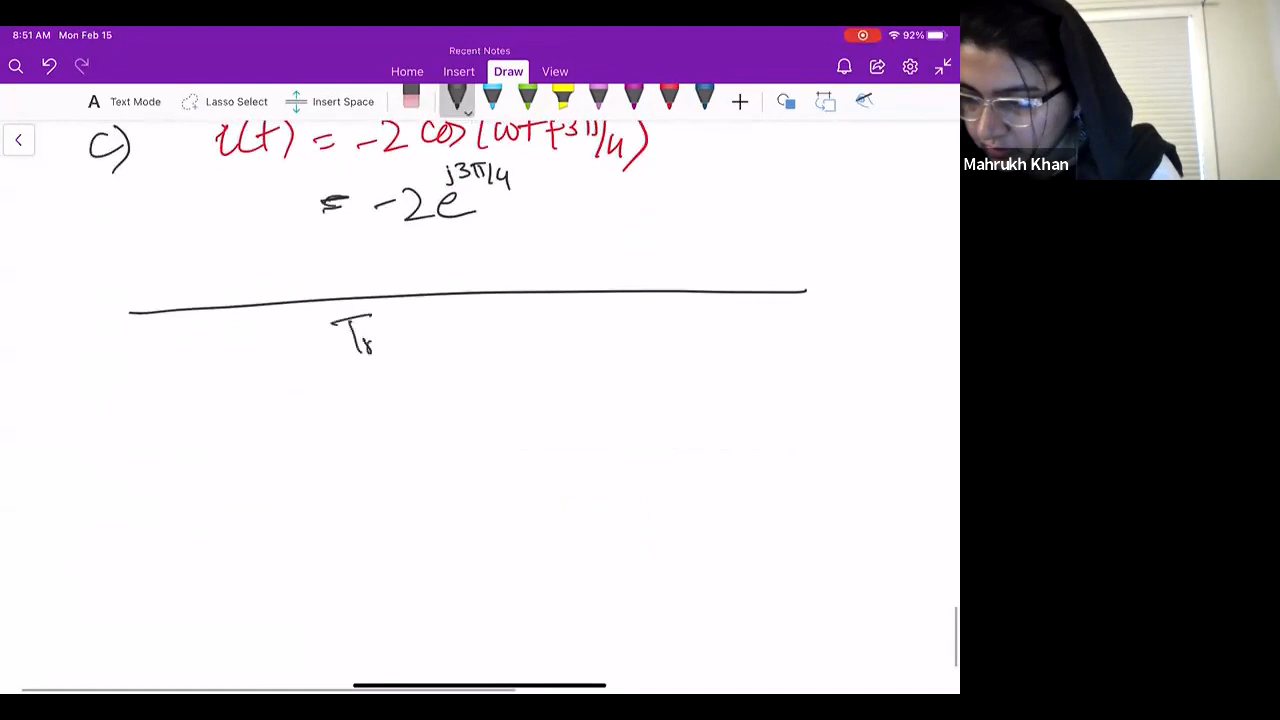 8:51 AM Mon Feb 15
92%
Recent Notes
Home Insert Draw View
Text Mode Lasso Select Insert Space
Mahrukh Khan
c) i(t) = -2 cos(ωt + 3π/4)
= -2e^{j3π/4}
Tr